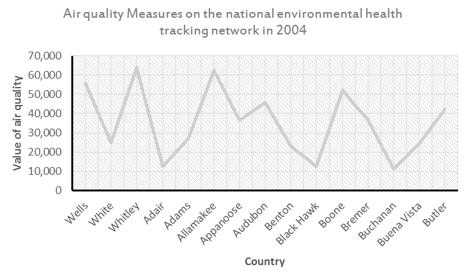 Air quality Measures on the national environmental health
tracking network in 2004
Value of air quality
70,000
60,000
50,000
40,000
30,000
20,000
10,000
0
Wells
White
Whitley
Adair
Adams
Allamakee
Appanoose
Audubon
Benton
Black Hawk
Boone
Bremer
Buchanan
Buena Vista
Butler
Country